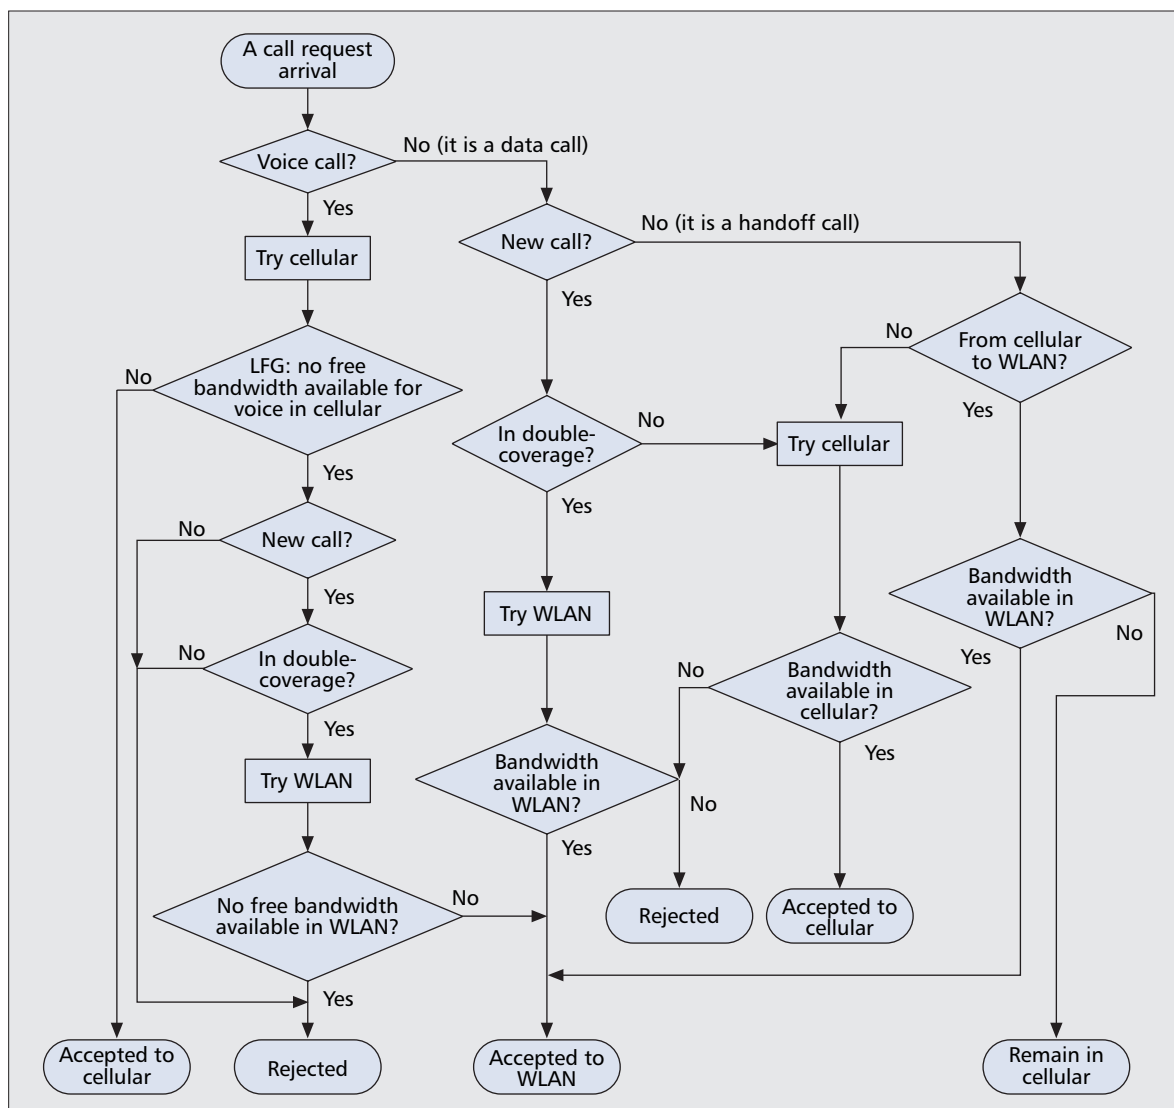 A call request
arrival
Voice call?
No (it is a data call)
Yes
Try cellular
New call?
No (it is a handoff call)
Yes
From cellular
to WLAN?
No
Yes
LFG: no free
bandwidth available for
voice in cellular
No
Yes
In double-
coverage?
No
Yes
Try cellular
New call?
No
Yes
Bandwidth
available in
WLAN?
No
Yes
Try WLAN
In double-
coverage?
No
Yes
Bandwidth
available in
cellular?
No
Yes
Try WLAN
Bandwidth
available in
WLAN?
No
Yes
No free bandwidth
available in WLAN?
No
Yes
Rejected
Accepted to
cellular
Accepted to
cellular
Rejected
Accepted to
WLAN
Remain in
cellular